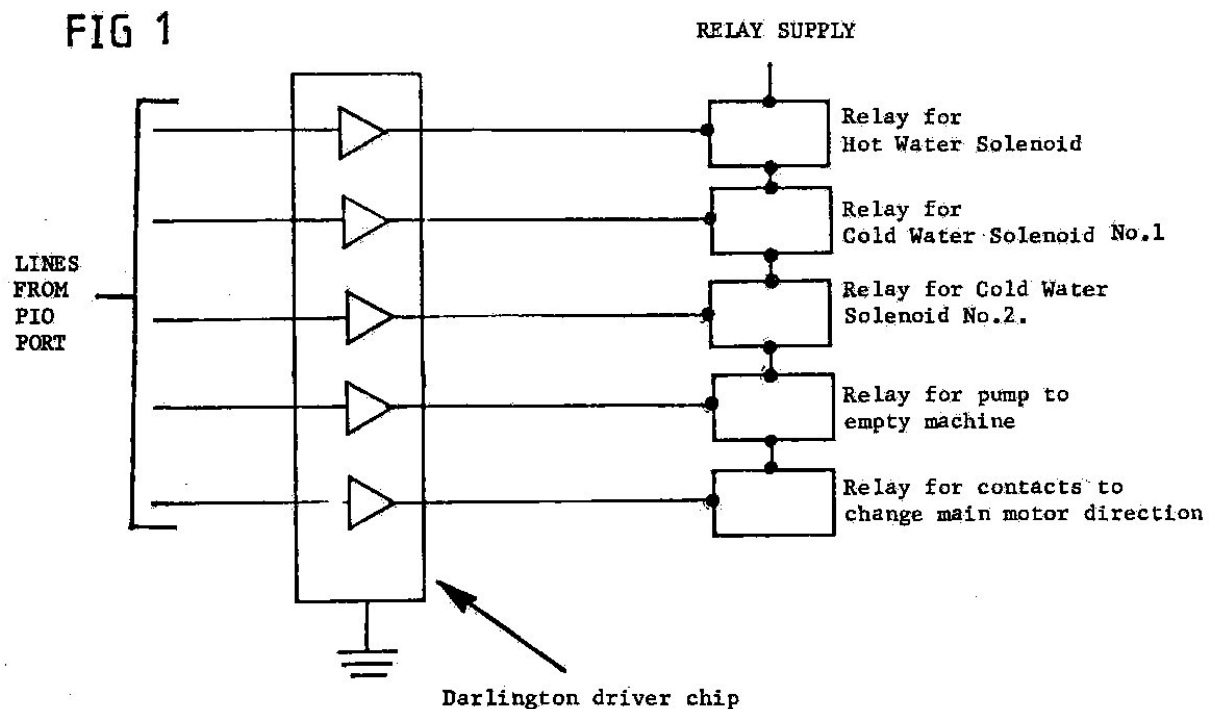 FIG 1
RELAY SUPPLY
Relay for
Hot Water Solenoid
Relay for
Cold Water Solenoid No.1
LINES
FROM
PIO
PORT
Relay for Cold Water
Solenoid No.2.
Relay for pump to
empty machine
Relay for contacts to
change main motor direction
Darlington driver chip